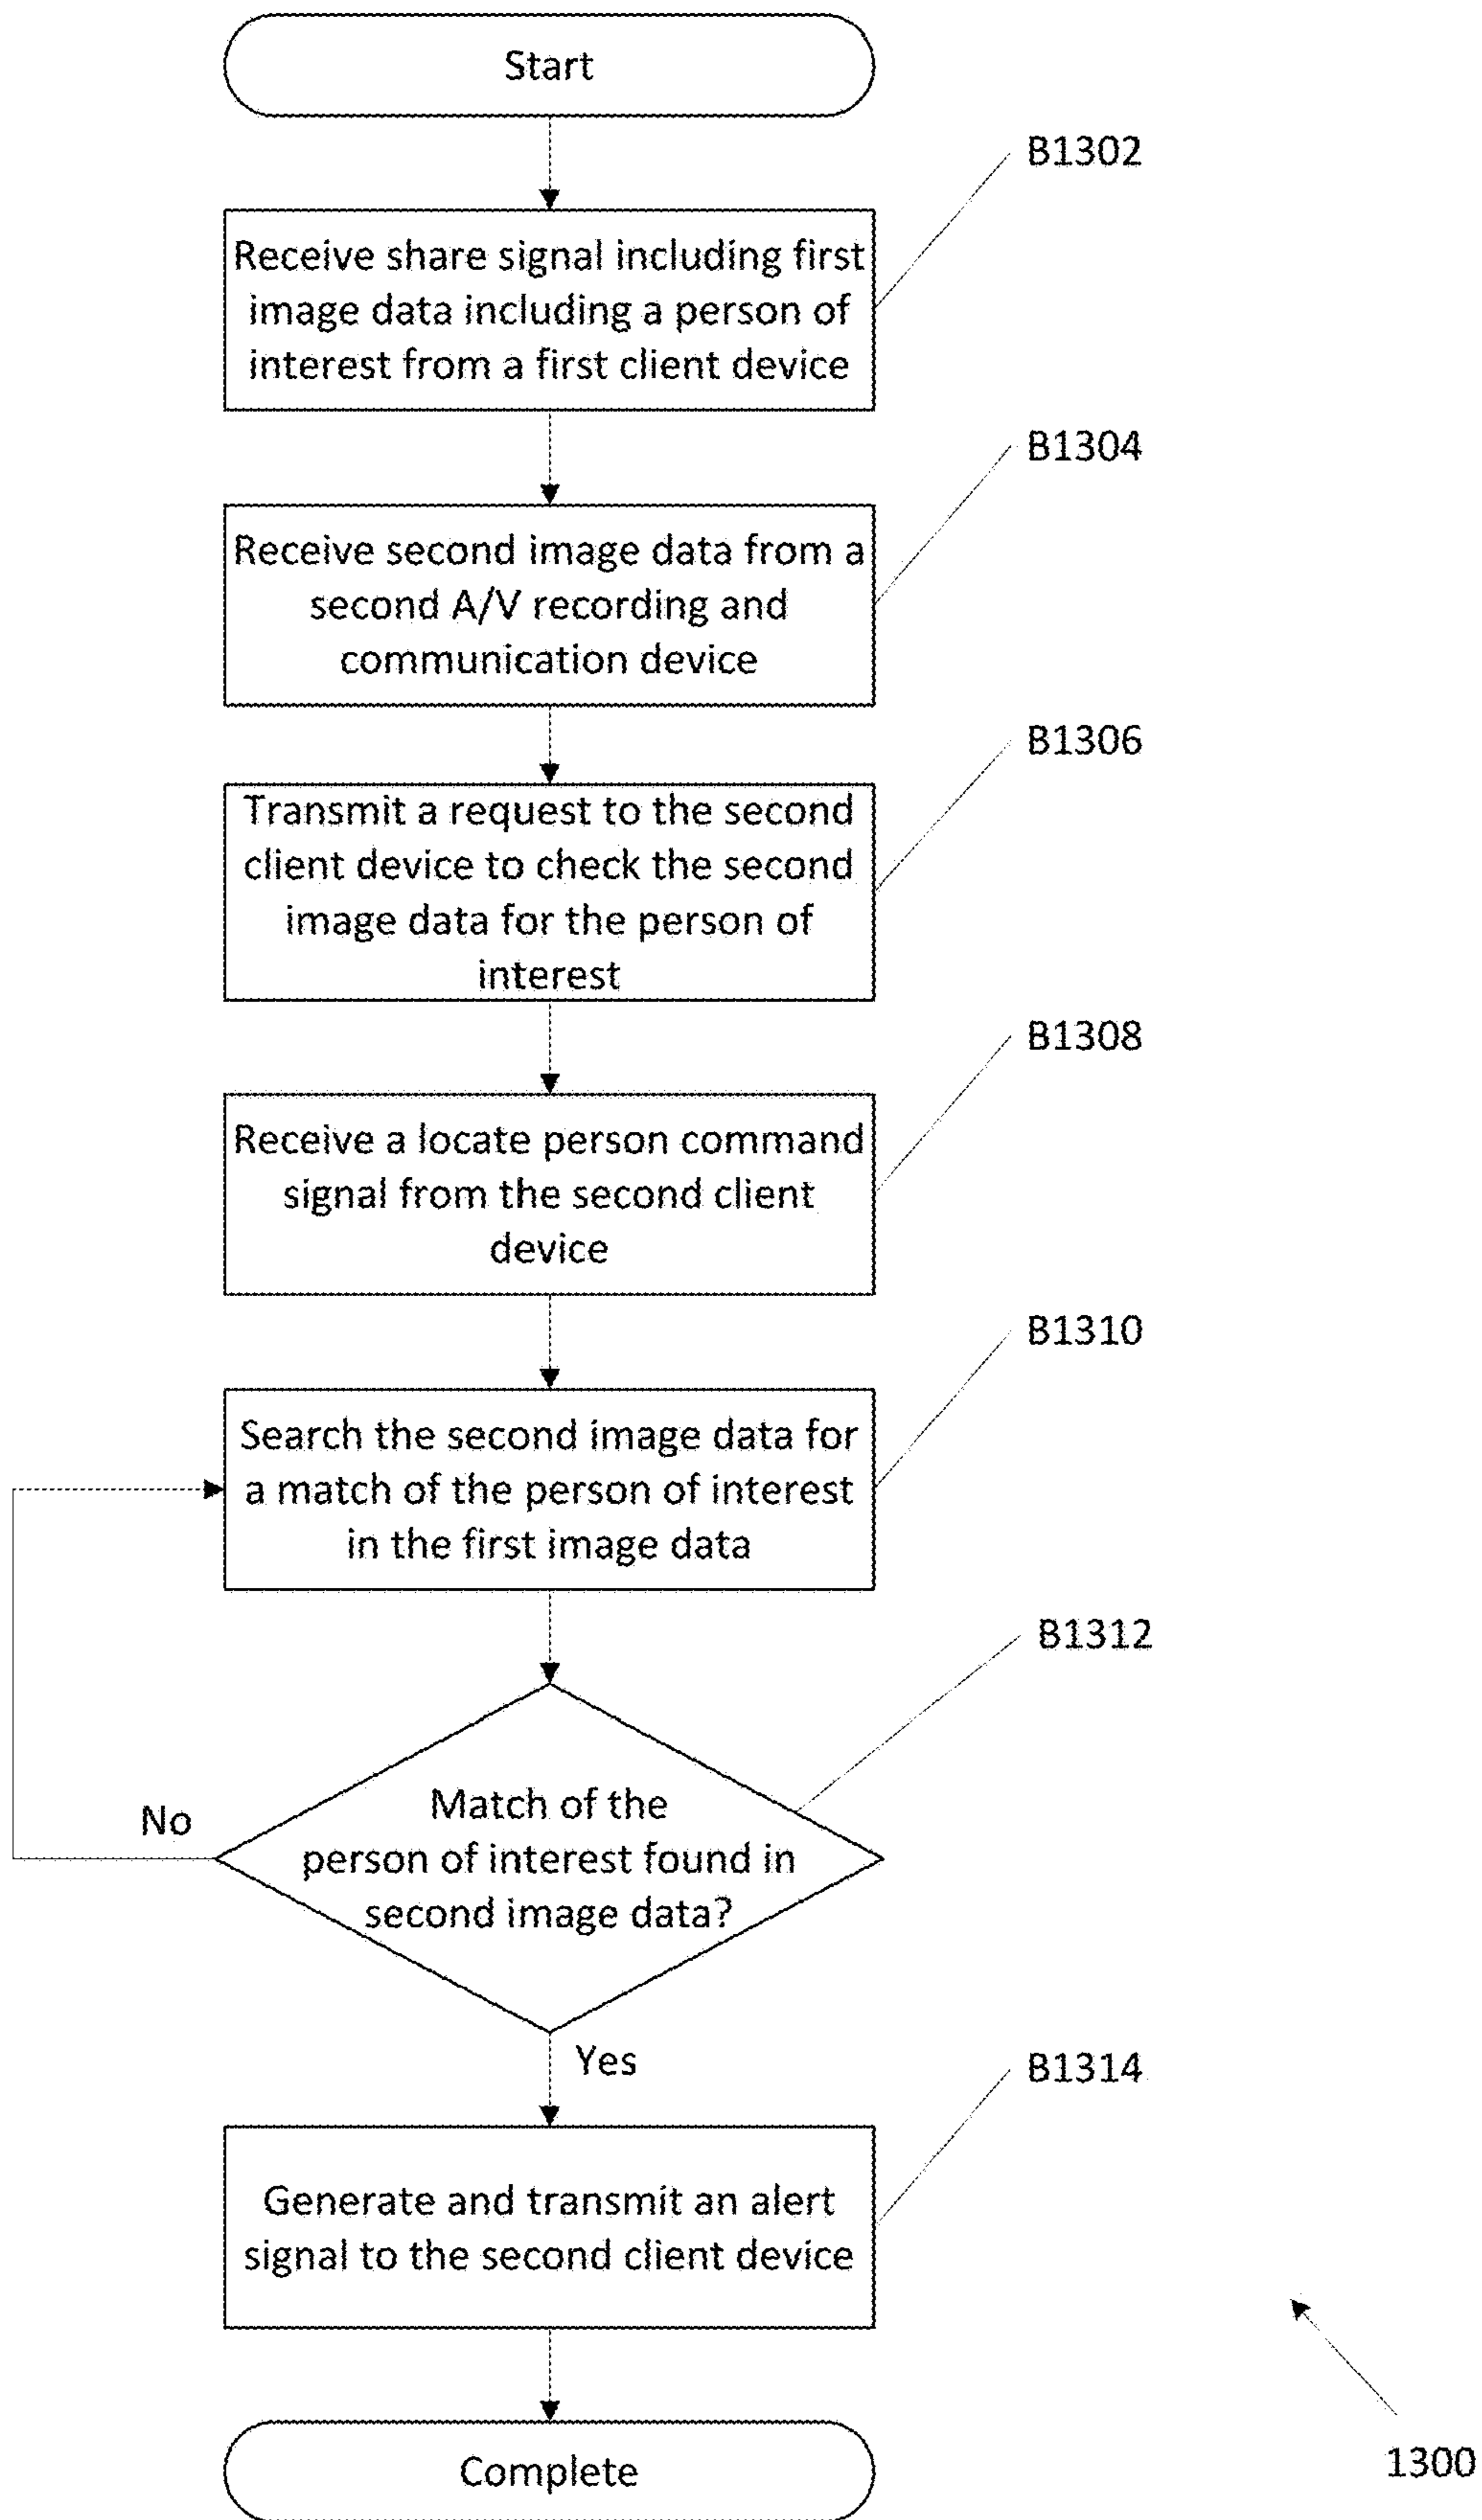 Start
B1302
Receive share signal including first
image data including a person of
interest from a first client device
B1304
Receive second image data from a
second A/V recording and
communication device
B1306
Transmit a request to the second
client device to check the second
image data for the person of
interest
B1308
Receive a locate person command
signal from the second client
device
B1310
Search the second image data for
a match of the person of interest
in the first image data
B1312
Match of the
person of interest found in
second image data?
No
Yes
B1314
Generate and transmit an alert
signal to the second client device
Complete
1300